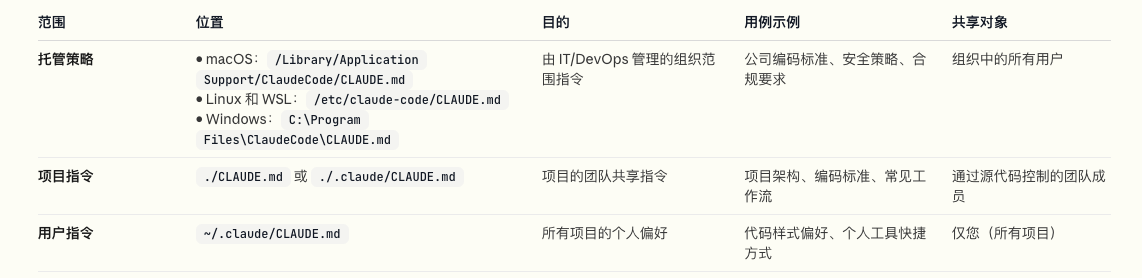 范围 位置 目的 用例示例 共享对象
托管策略 • macOS： /Library/Application 由 IT/DevOps 管理的组织范 公司编码标准、安全策略、合 组织中的所有用户
Support/ClaudeCode/CLAUDE.md 围指令 规要求
• Linux 和 WSL： /etc/claude-code/CLAUDE.md
• Windows： C:\Program
Files\ClaudeCode\CLAUDE.md
项目指令 ./CLAUDE.md 或 ./.claude/CLAUDE.md 项目的团队共享指令 项目架构、编码标准、常见工 通过源代码控制的团队成
作流 员
用户指令 ~/.claude/CLAUDE.md 所有项目的个人偏好 代码样式偏好、个人工具快捷 仅您（所有项目）
方式